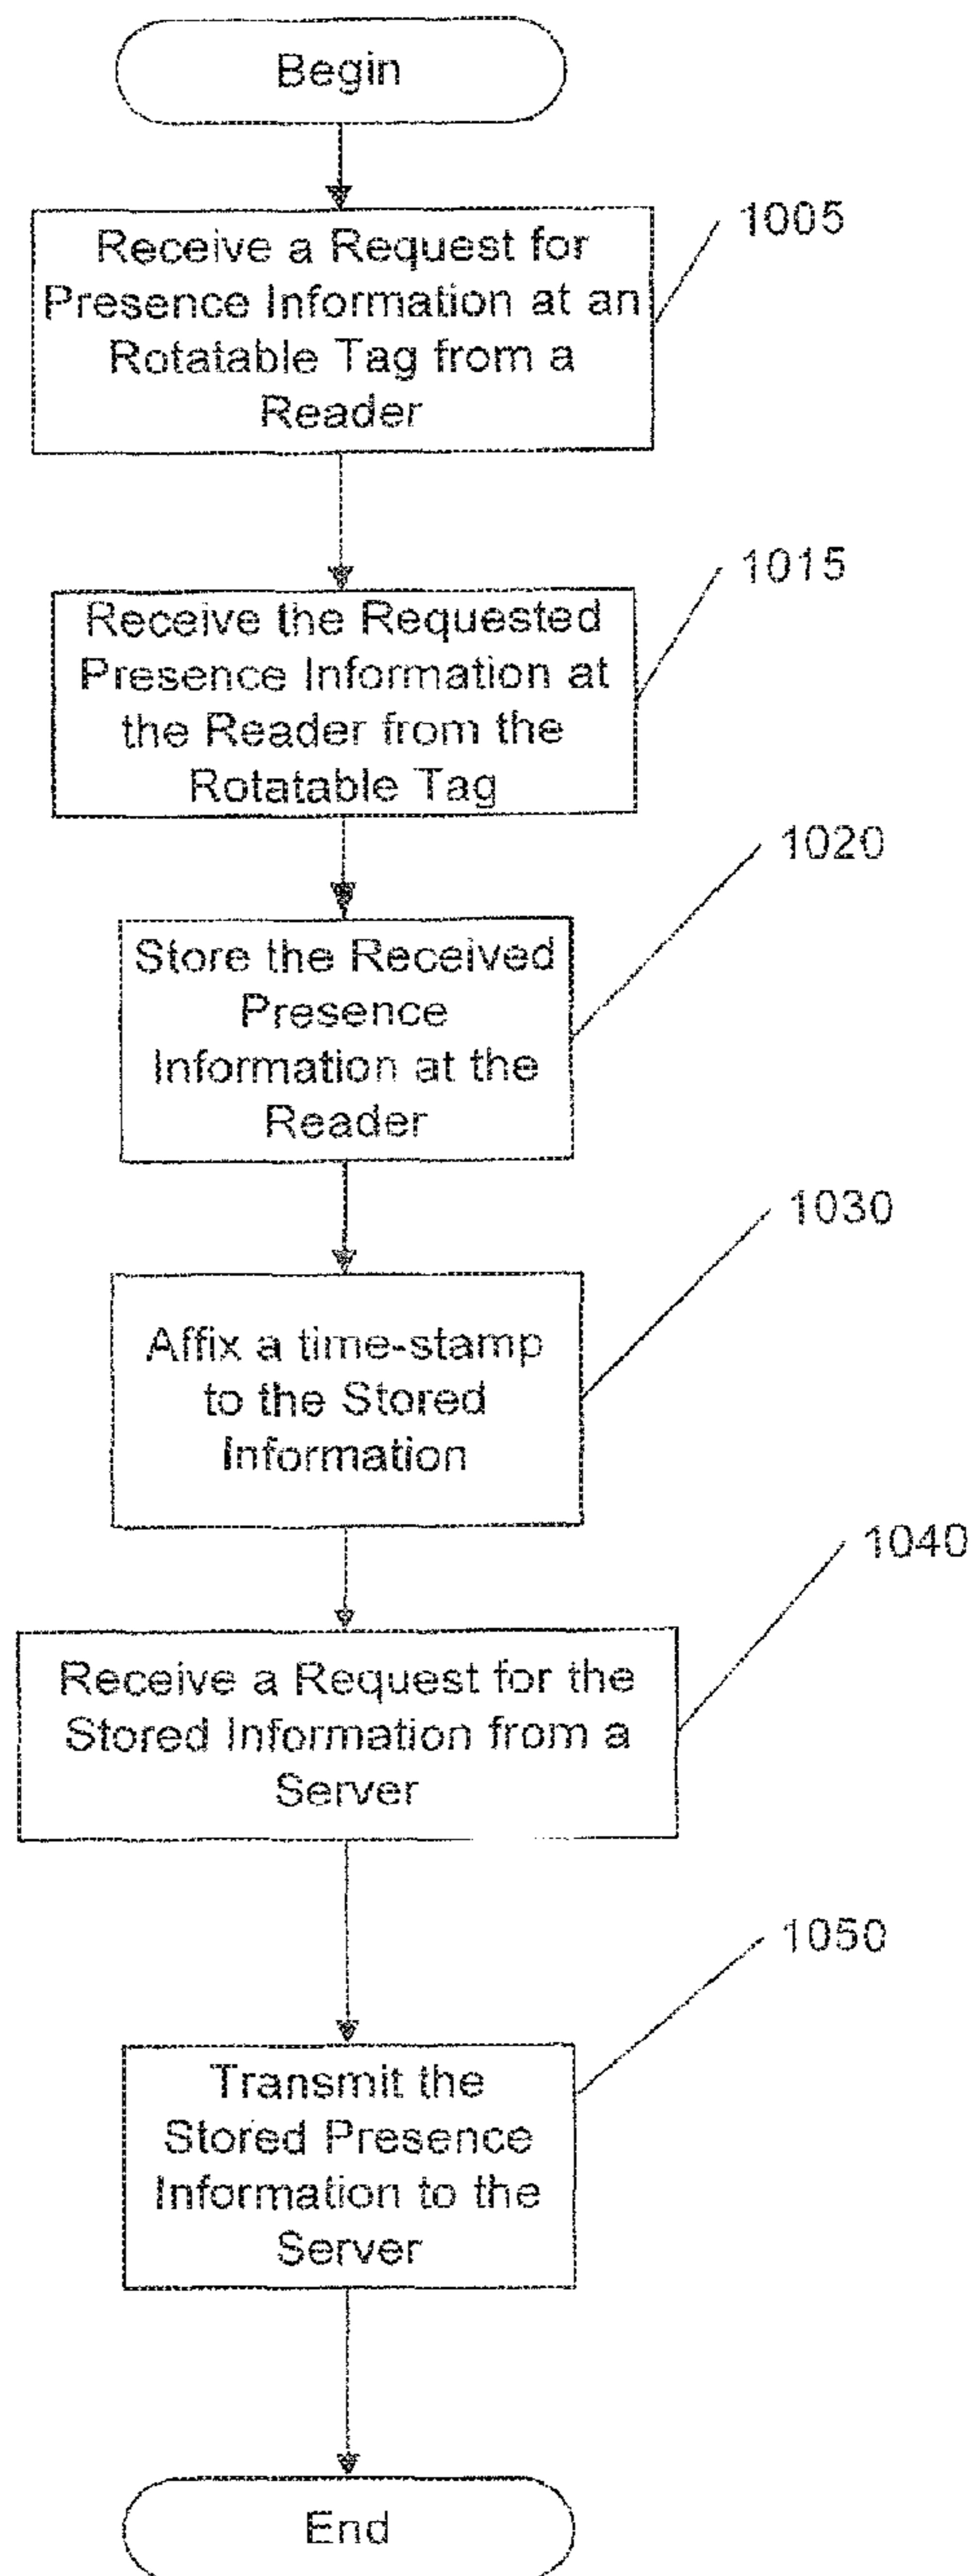 Begin
Receive a Request for
Presence Information at an
Rotatable Tag from a
Reader
1005
Receive the Requested
Presence Information at
the Reader from the
Rotatable Tag
1015
Store the Received
Presence
Information at the
Reader
1020
Affix a time-stamp
to the Stored
Information
1030
Receive a Request for the
Stored Information from a
Server
1040
Transmit the
Stored Presence
Information to the
Server
1050
End